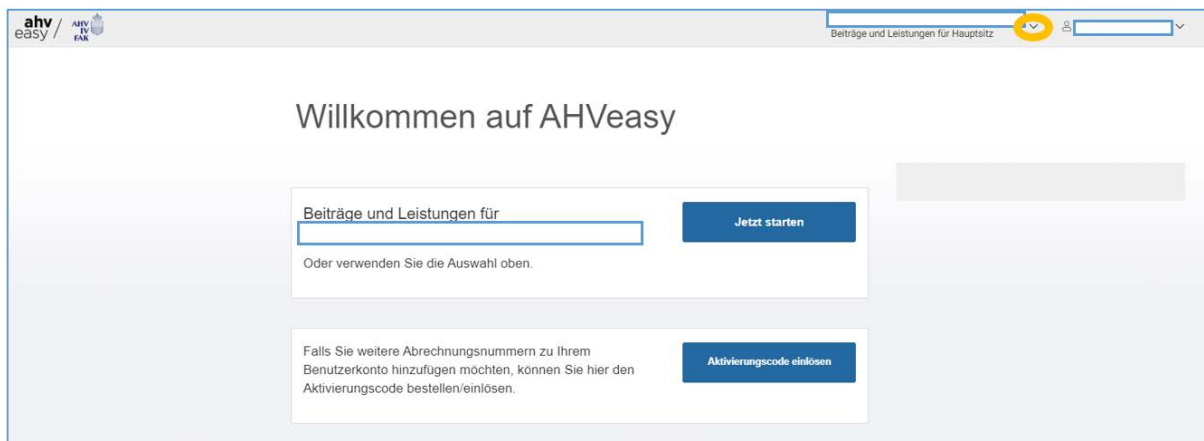 ahv
easy /
AHV
IV
FAK
Beiträge und Leistungen für Hauptsitz
Willkommen auf AHVeasy
Beiträge und Leistungen für
Jetzt starten
Oder verwenden Sie die Auswahl oben.
Falls Sie weitere Abrechnungsnummern zu Ihrem
Benutzerkonto hinzufügen möchten, können Sie hier den
Aktivierungscode bestellen/einlösen.
Aktivierungscode einlösen